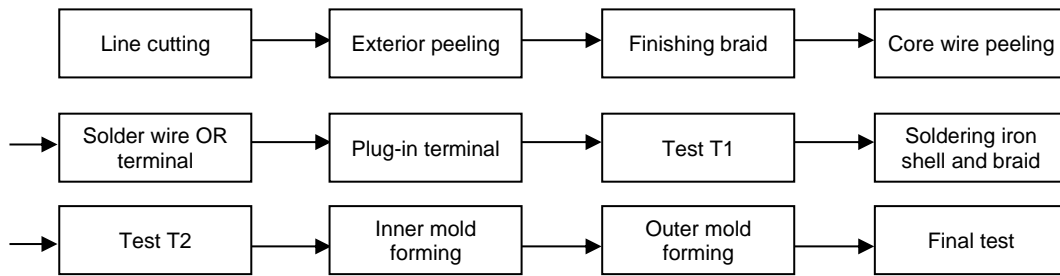 Line cutting
Exterior peeling
Finishing braid
Core wire peeling
Solder wire OR
terminal
Plug-in terminal
Test T1
Soldering iron
shell and braid
Test T2
Inner mold
forming
Outer mold
forming
Final test